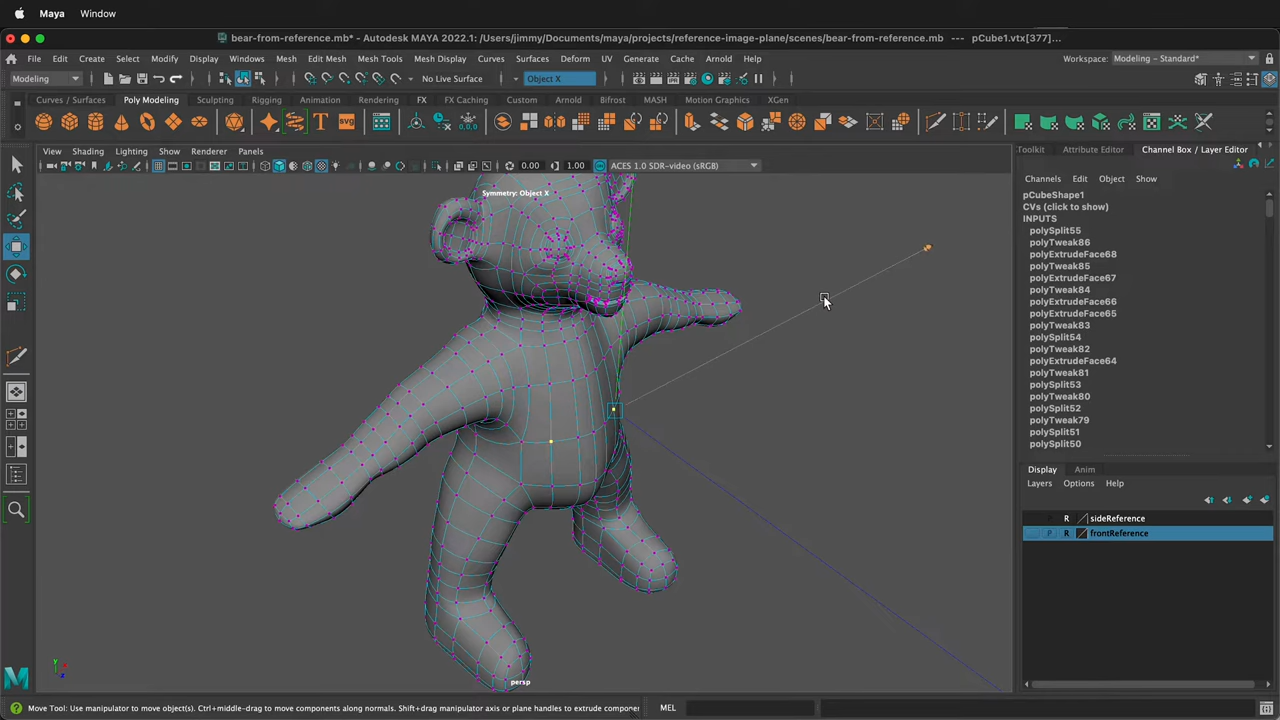 Maya Window
bear-from-reference.mb* - Autodesk MAYA 2022.1: /Users/jimmy/Documents/maya/projects/reference-image-plane/scenes/bear-from-reference.mb --- pCube1.vtx[377]...
File Edit Create Select Modify Display Windows Mesh Edit Mesh Mesh Tools Mesh Display Curves Surfaces Deform UV Generate Cache Arnold Help Workspace: Modeling - Standard*
Modeling No Live Surface Object X
Curves / Surfaces Poly Modeling Sculpting Rigging Animation Rendering FX FX Caching Custom Arnold Bifrost MASH Motion Graphics XGen
View Shading Lighting Show Renderer Panels
Toolkit Attribute Editor Channel Box / Layer Editor
0.00 1.00 ACES 1.0 SDR-video (sRGB)
Channels Edit Object Show
Symmetry: Object X
pCubeShape1
CVs (click to show)
INPUTS
polySplit55
polyTweak86
polyExtrudeFace68
polyTweak85
polyExtrudeFace67
polyTweak84
polyExtrudeFace66
polyExtrudeFace65
polyTweak83
polySplit54
polyTweak82
polyExtrudeFace64
polyTweak81
polySplit53
polyTweak80
polySplit52
polyTweak79
polySplit51
polySplit50
Display Anim
Layers Options Help
R sideReference
P R frontReference
persp
Move Tool: Use manipulator to move object(s). Ctrl+middle-drag to move components along normals. Shift+drag manipulator axis or plane handles to extrude componer
MEL